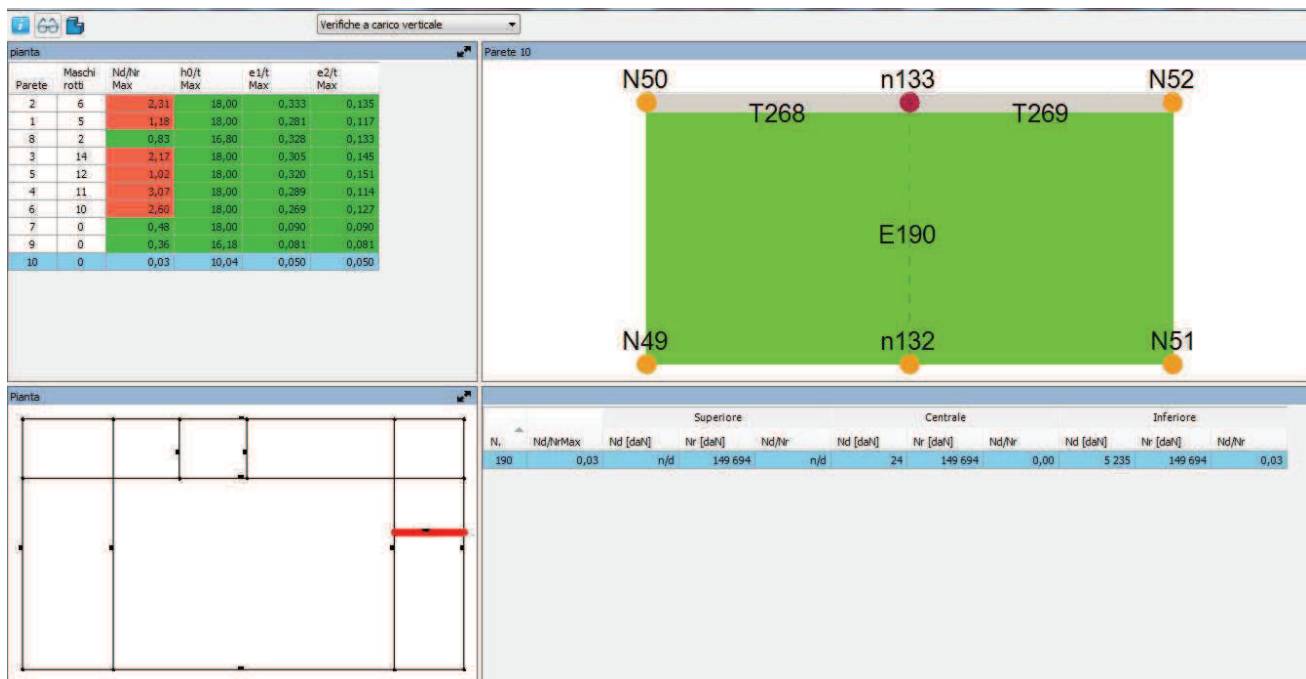 Verifiche a carico verticale
pianta
Parete Maschi rotti Nd/Nr Max h0/t Max e1/t Max e2/t Max
2 6 2,31 18,00 0,333 0,135
1 5 1,18 18,00 0,281 0,117
8 2 0,83 16,80 0,328 0,133
3 14 2,17 18,00 0,305 0,145
5 12 1,02 18,00 0,320 0,151
4 11 3,07 18,00 0,289 0,114
6 10 2,60 18,00 0,269 0,127
7 0 0,48 18,00 0,090 0,090
9 0 0,36 16,18 0,081 0,081
10 0 0,03 10,04 0,050 0,050
Parete 10
N50 n133 N52
T268 T269
E190
N49 n132 N51
Pianta
Superiore Centrale Inferiore
N. Nd/NrMax Nd [daN] Nr [daN] Nd/Nr Nd [daN] Nr [daN] Nd/Nr Nd [daN] Nr [daN] Nd/Nr
190 0,03 n/d 149 694 n/d 24 149 694 0,00 5 235 149 694 0,03